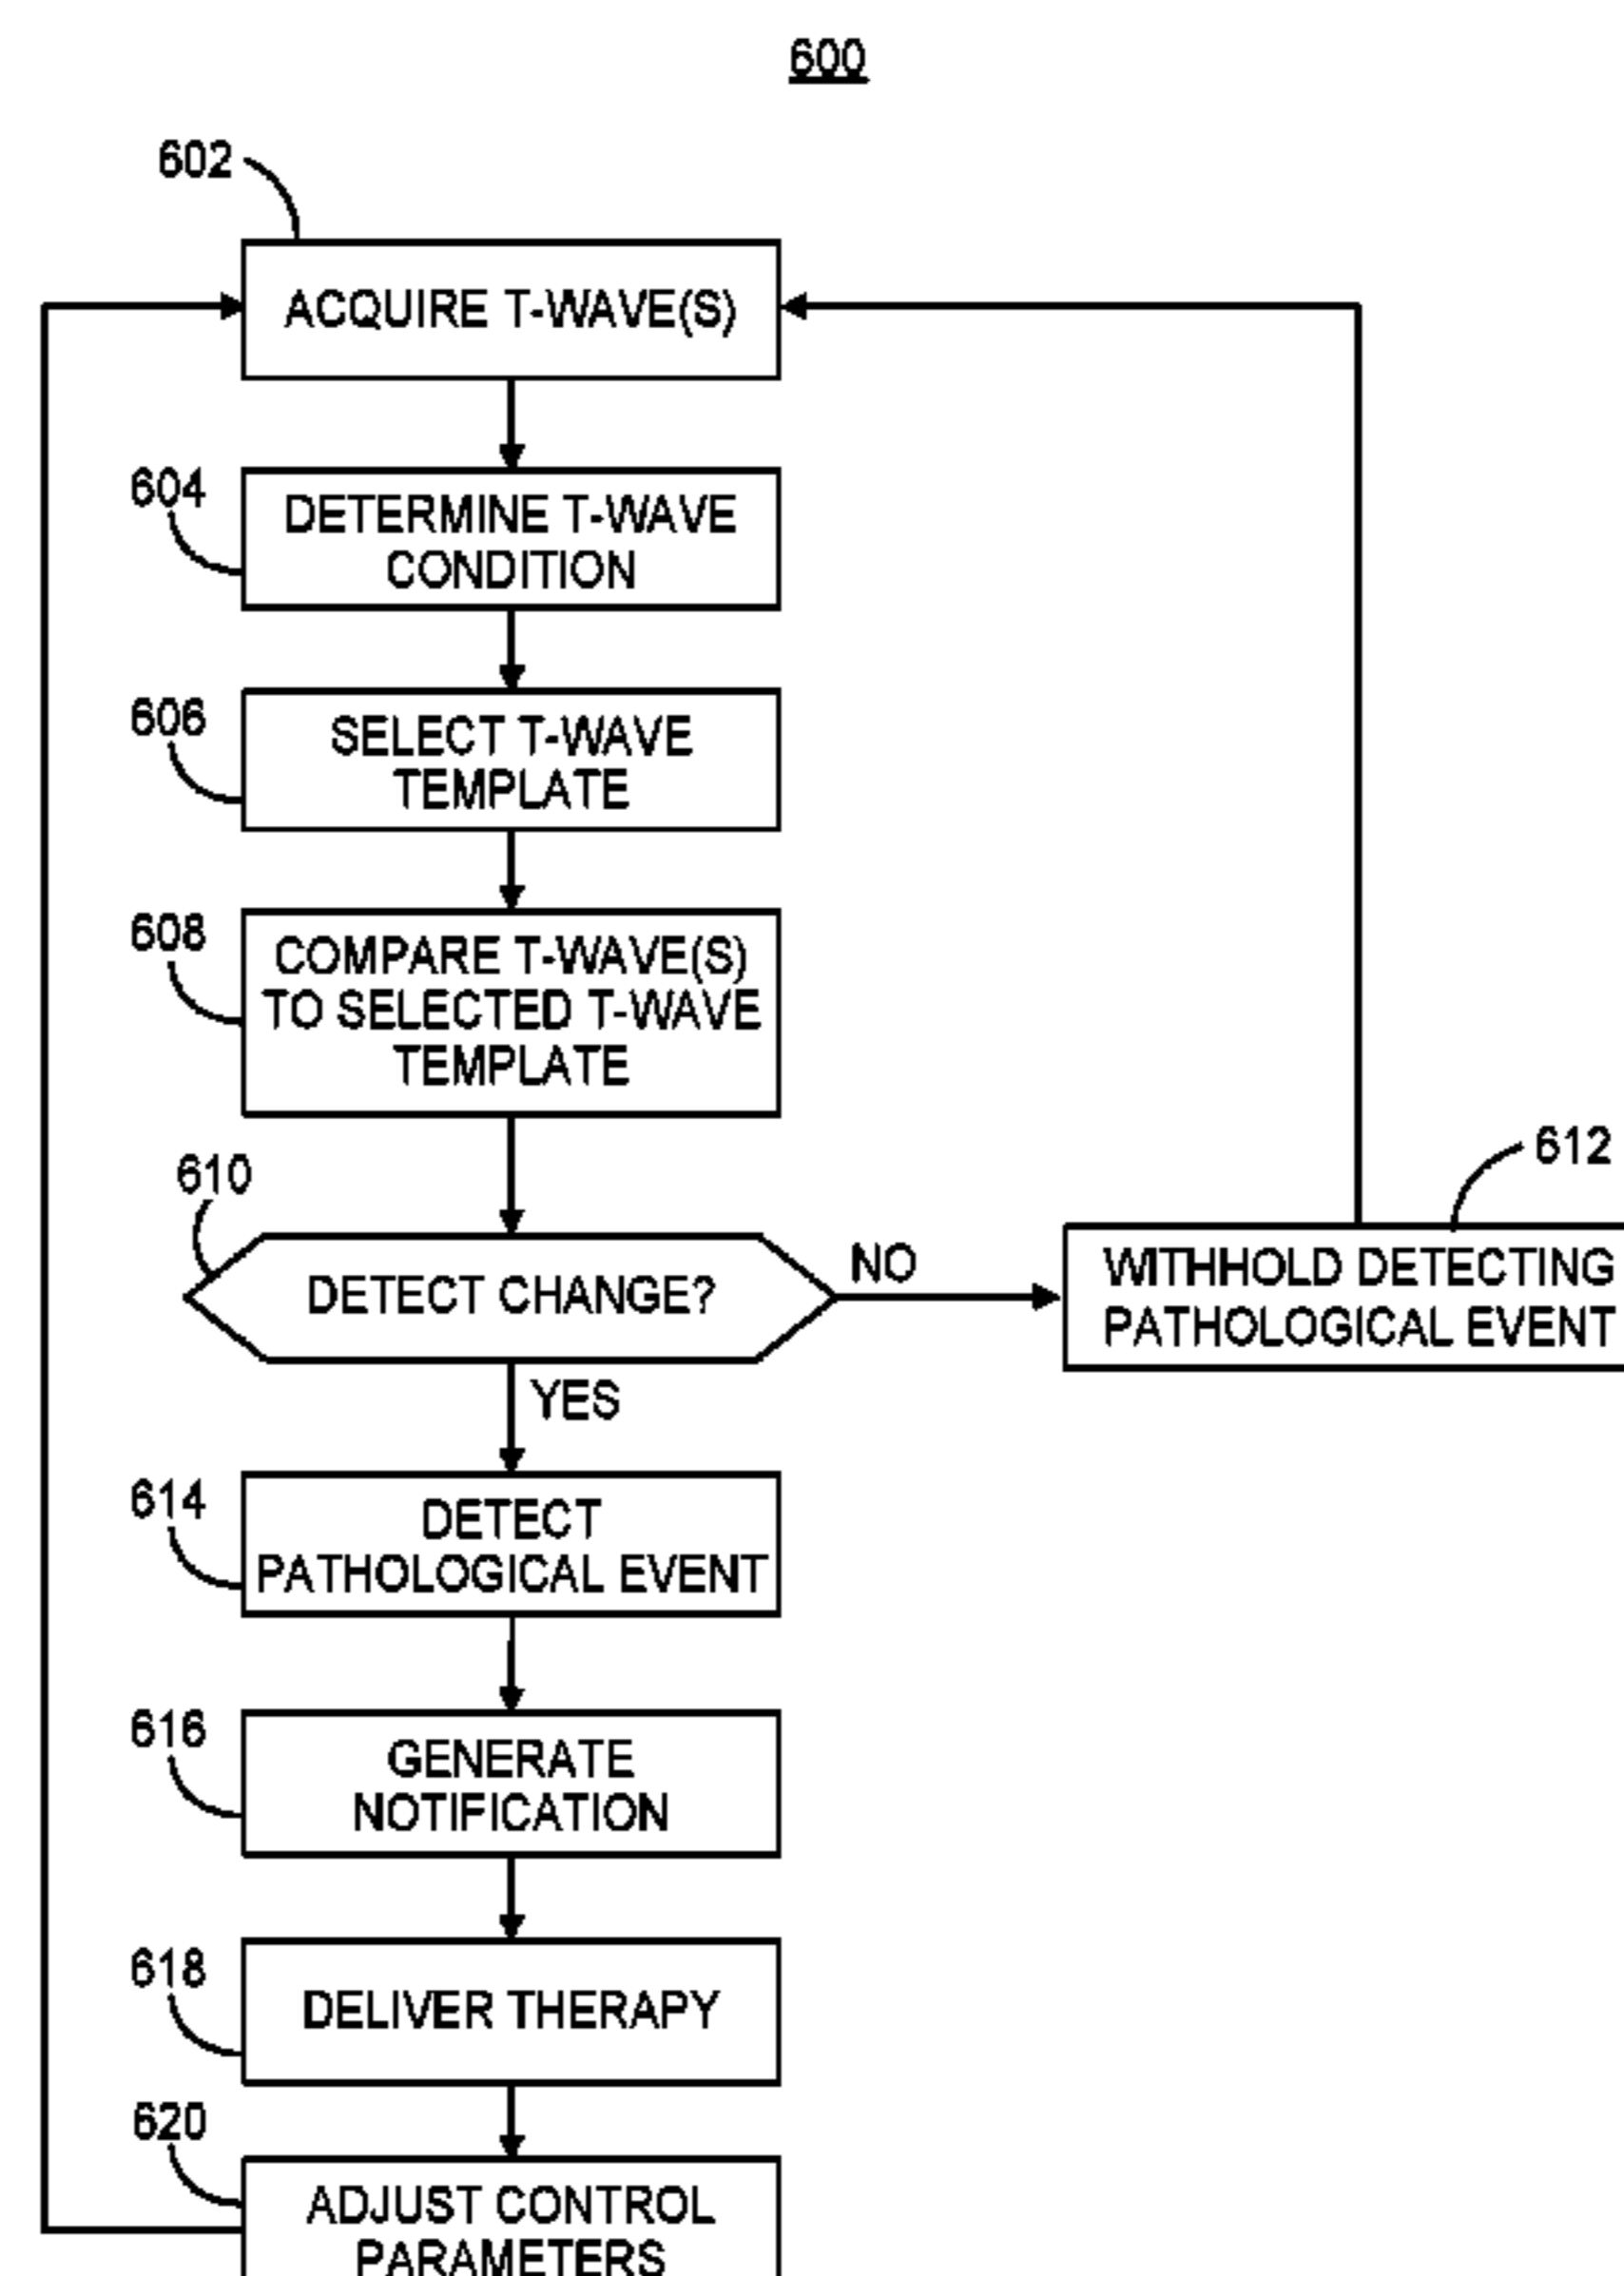 600
602
ACQUIRE T-WAVE(S)
604
DETERMINE T-WAVE
CONDITION
606
SELECT T-WAVE
TEMPLATE
608
COMPARE T-WAVE(S)
TO SELECTED T-WAVE
TEMPLATE
610
DETECT CHANGE?
NO
612
WITHHOLD DETECTING
PATHOLOGICAL EVENT
YES
614
DETECT
PATHOLOGICAL EVENT
616
GENERATE
NOTIFICATION
618
DELIVER THERAPY
620
ADJUST CONTROL
PARAMETERS